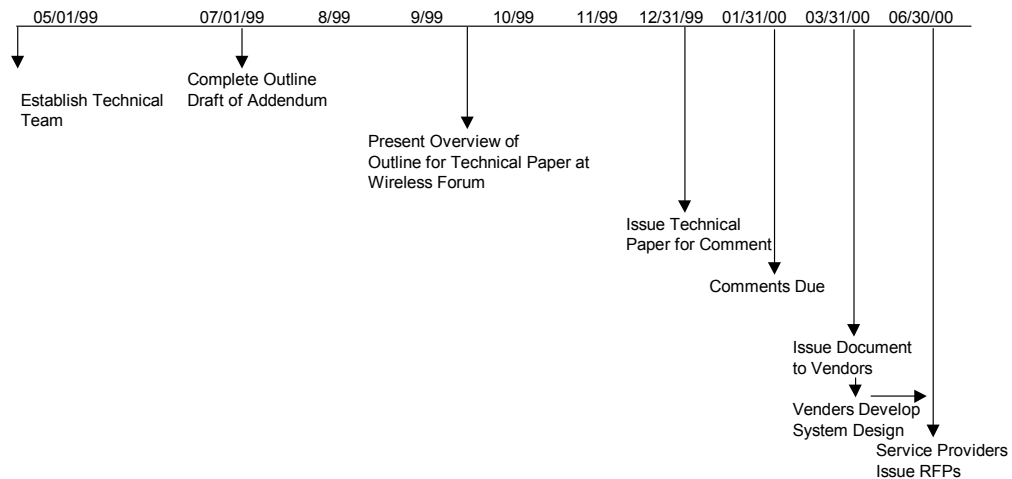 05/01/99 07/01/99 8/99 9/99 10/99 11/99 12/31/99 01/31/00 03/31/00 06/30/00
Establish Technical
Team
Complete Outline
Draft of Addendum
Present Overview of
Outline for Technical Paper at
Wireless Forum
Issue Technical
Paper for Comment
Comments Due
Issue Document
to Vendors
Venders Develop
System Design
Service Providers
Issue RFPs